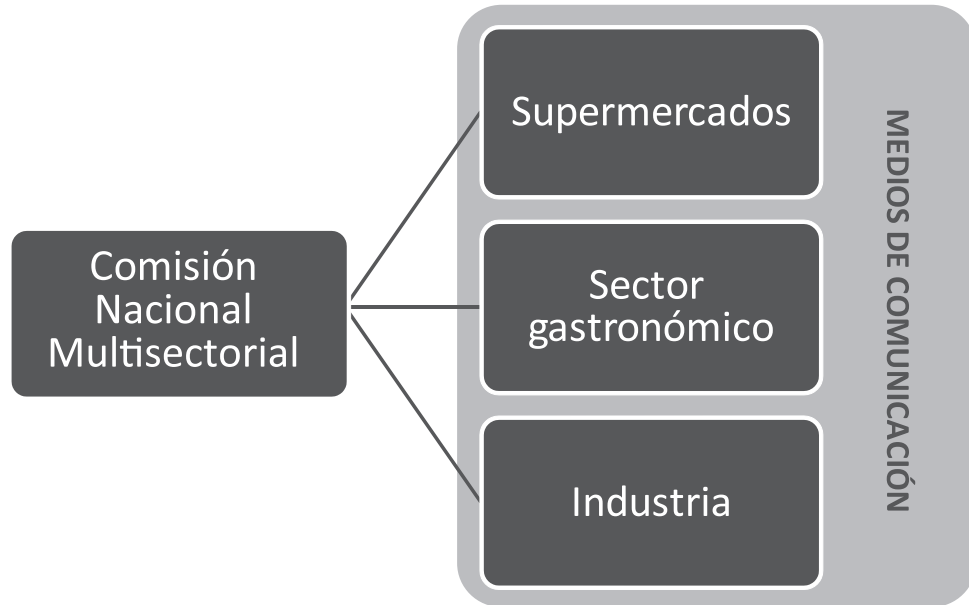 Comisión
Nacional
Multisectorial
Supermercados
Sector
gastronómico
Industria
MEDIOS DE COMUNICACIÓN